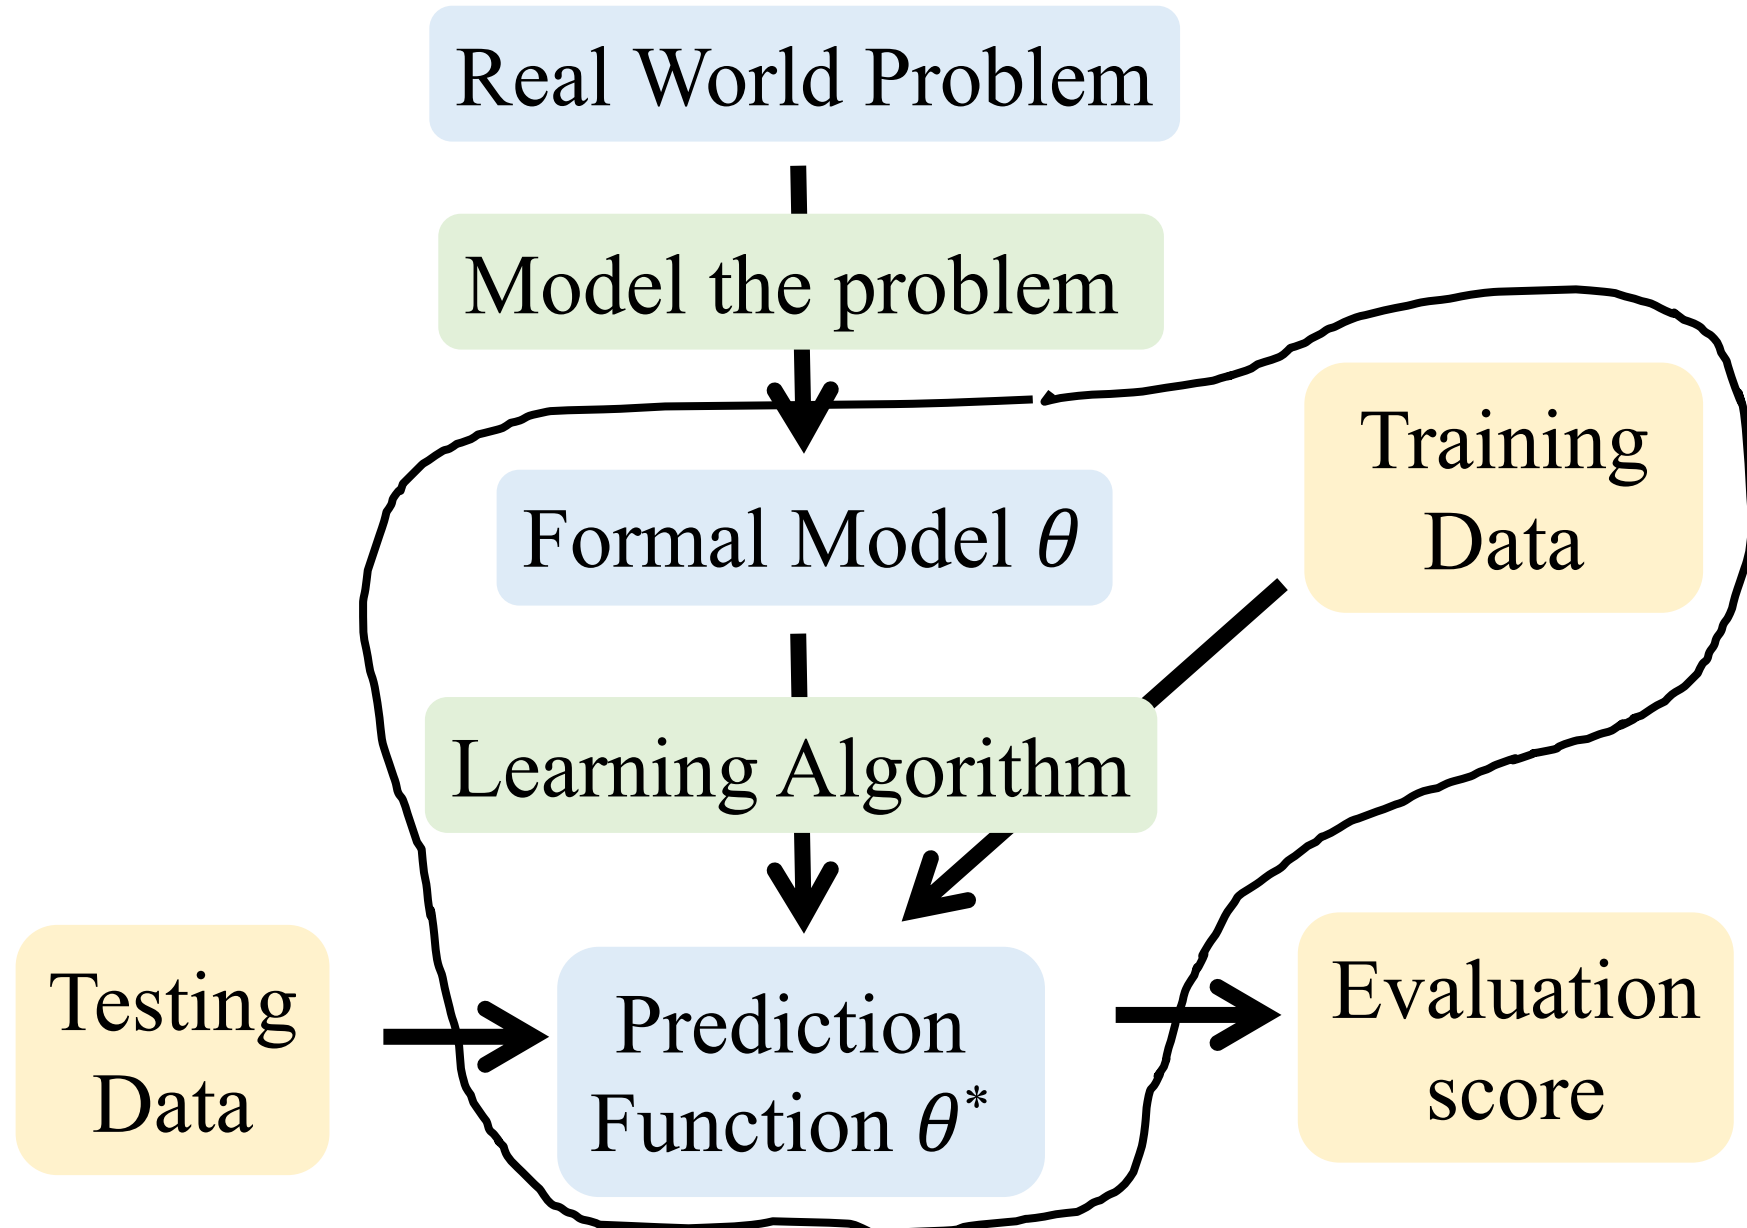 Real World Problem
Model the problem
Training
Data
Formal Model θ
Learning Algorithm
Testing
Data
Prediction
Function θ*
Evaluation
score